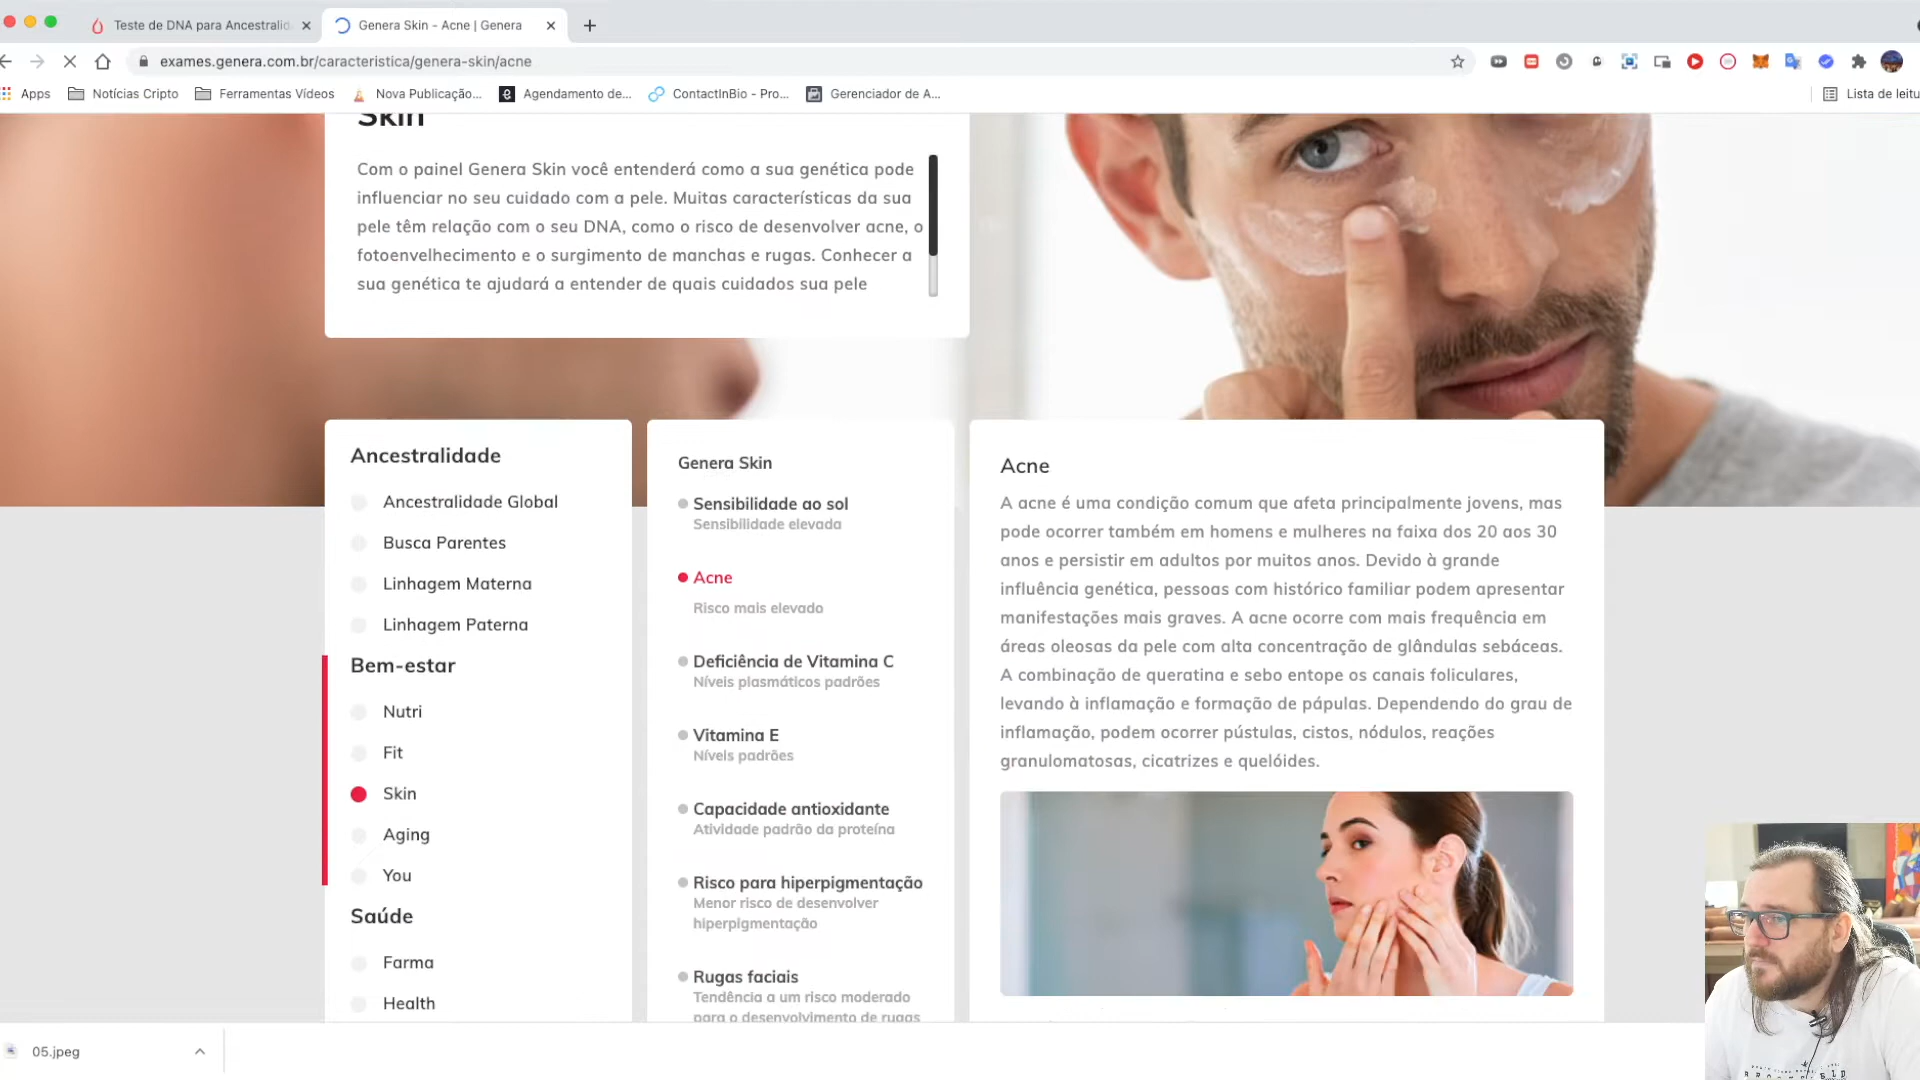 Teste de DNA para Ancestralid
Genera Skin - Acne | Genera
exames.genera.com.br/caracteristica/genera-skin/acne
Apps
Notícias Cripto
Ferramentas Vídeos
Nova Publicação...
Agendamento de...
ContactInBio - Pro...
Gerenciador de A...
Lista de leitu
Skin
Com o painel Genera Skin você entenderá como a sua genética pode
influenciar no seu cuidado com a pele. Muitas características da sua
pele têm relação com o seu DNA, como o risco de desenvolver acne, o
fotoenvelhecimento e o surgimento de manchas e rugas. Conhecer a
sua genética te ajudará a entender de quais cuidados sua pele
Ancestralidade
Ancestralidade Global
Busca Parentes
Linhagem Materna
Linhagem Paterna
Bem-estar
Nutri
Fit
Skin
Aging
You
Saúde
Farma
Health
Genera Skin
Sensibilidade ao sol
Sensibilidade elevada
Acne
Risco mais elevado
Deficiência de Vitamina C
Níveis plasmáticos padrões
Vitamina E
Níveis padrões
Capacidade antioxidante
Atividade padrão da proteína
Risco para hiperpigmentação
Menor risco de desenvolver
hiperpigmentação
Rugas faciais
Tendência a um risco moderado
para o desenvolvimento de rugas
Acne
A acne é uma condição comum que afeta principalmente jovens, mas
pode ocorrer também em homens e mulheres na faixa dos 20 aos 30
anos e persistir em adultos por muitos anos. Devido à grande
influência genética, pessoas com histórico familiar podem apresentar
manifestações mais graves. A acne ocorre com mais frequência em
áreas oleosas da pele com alta concentração de glândulas sebáceas.
A combinação de queratina e sebo entope os canais foliculares,
levando à inflamação e formação de pápulas. Dependendo do grau de
inflamação, podem ocorrer pústulas, cistos, nódulos, reações
granulomatosas, cicatrizes e quelóides.
05.jpeg